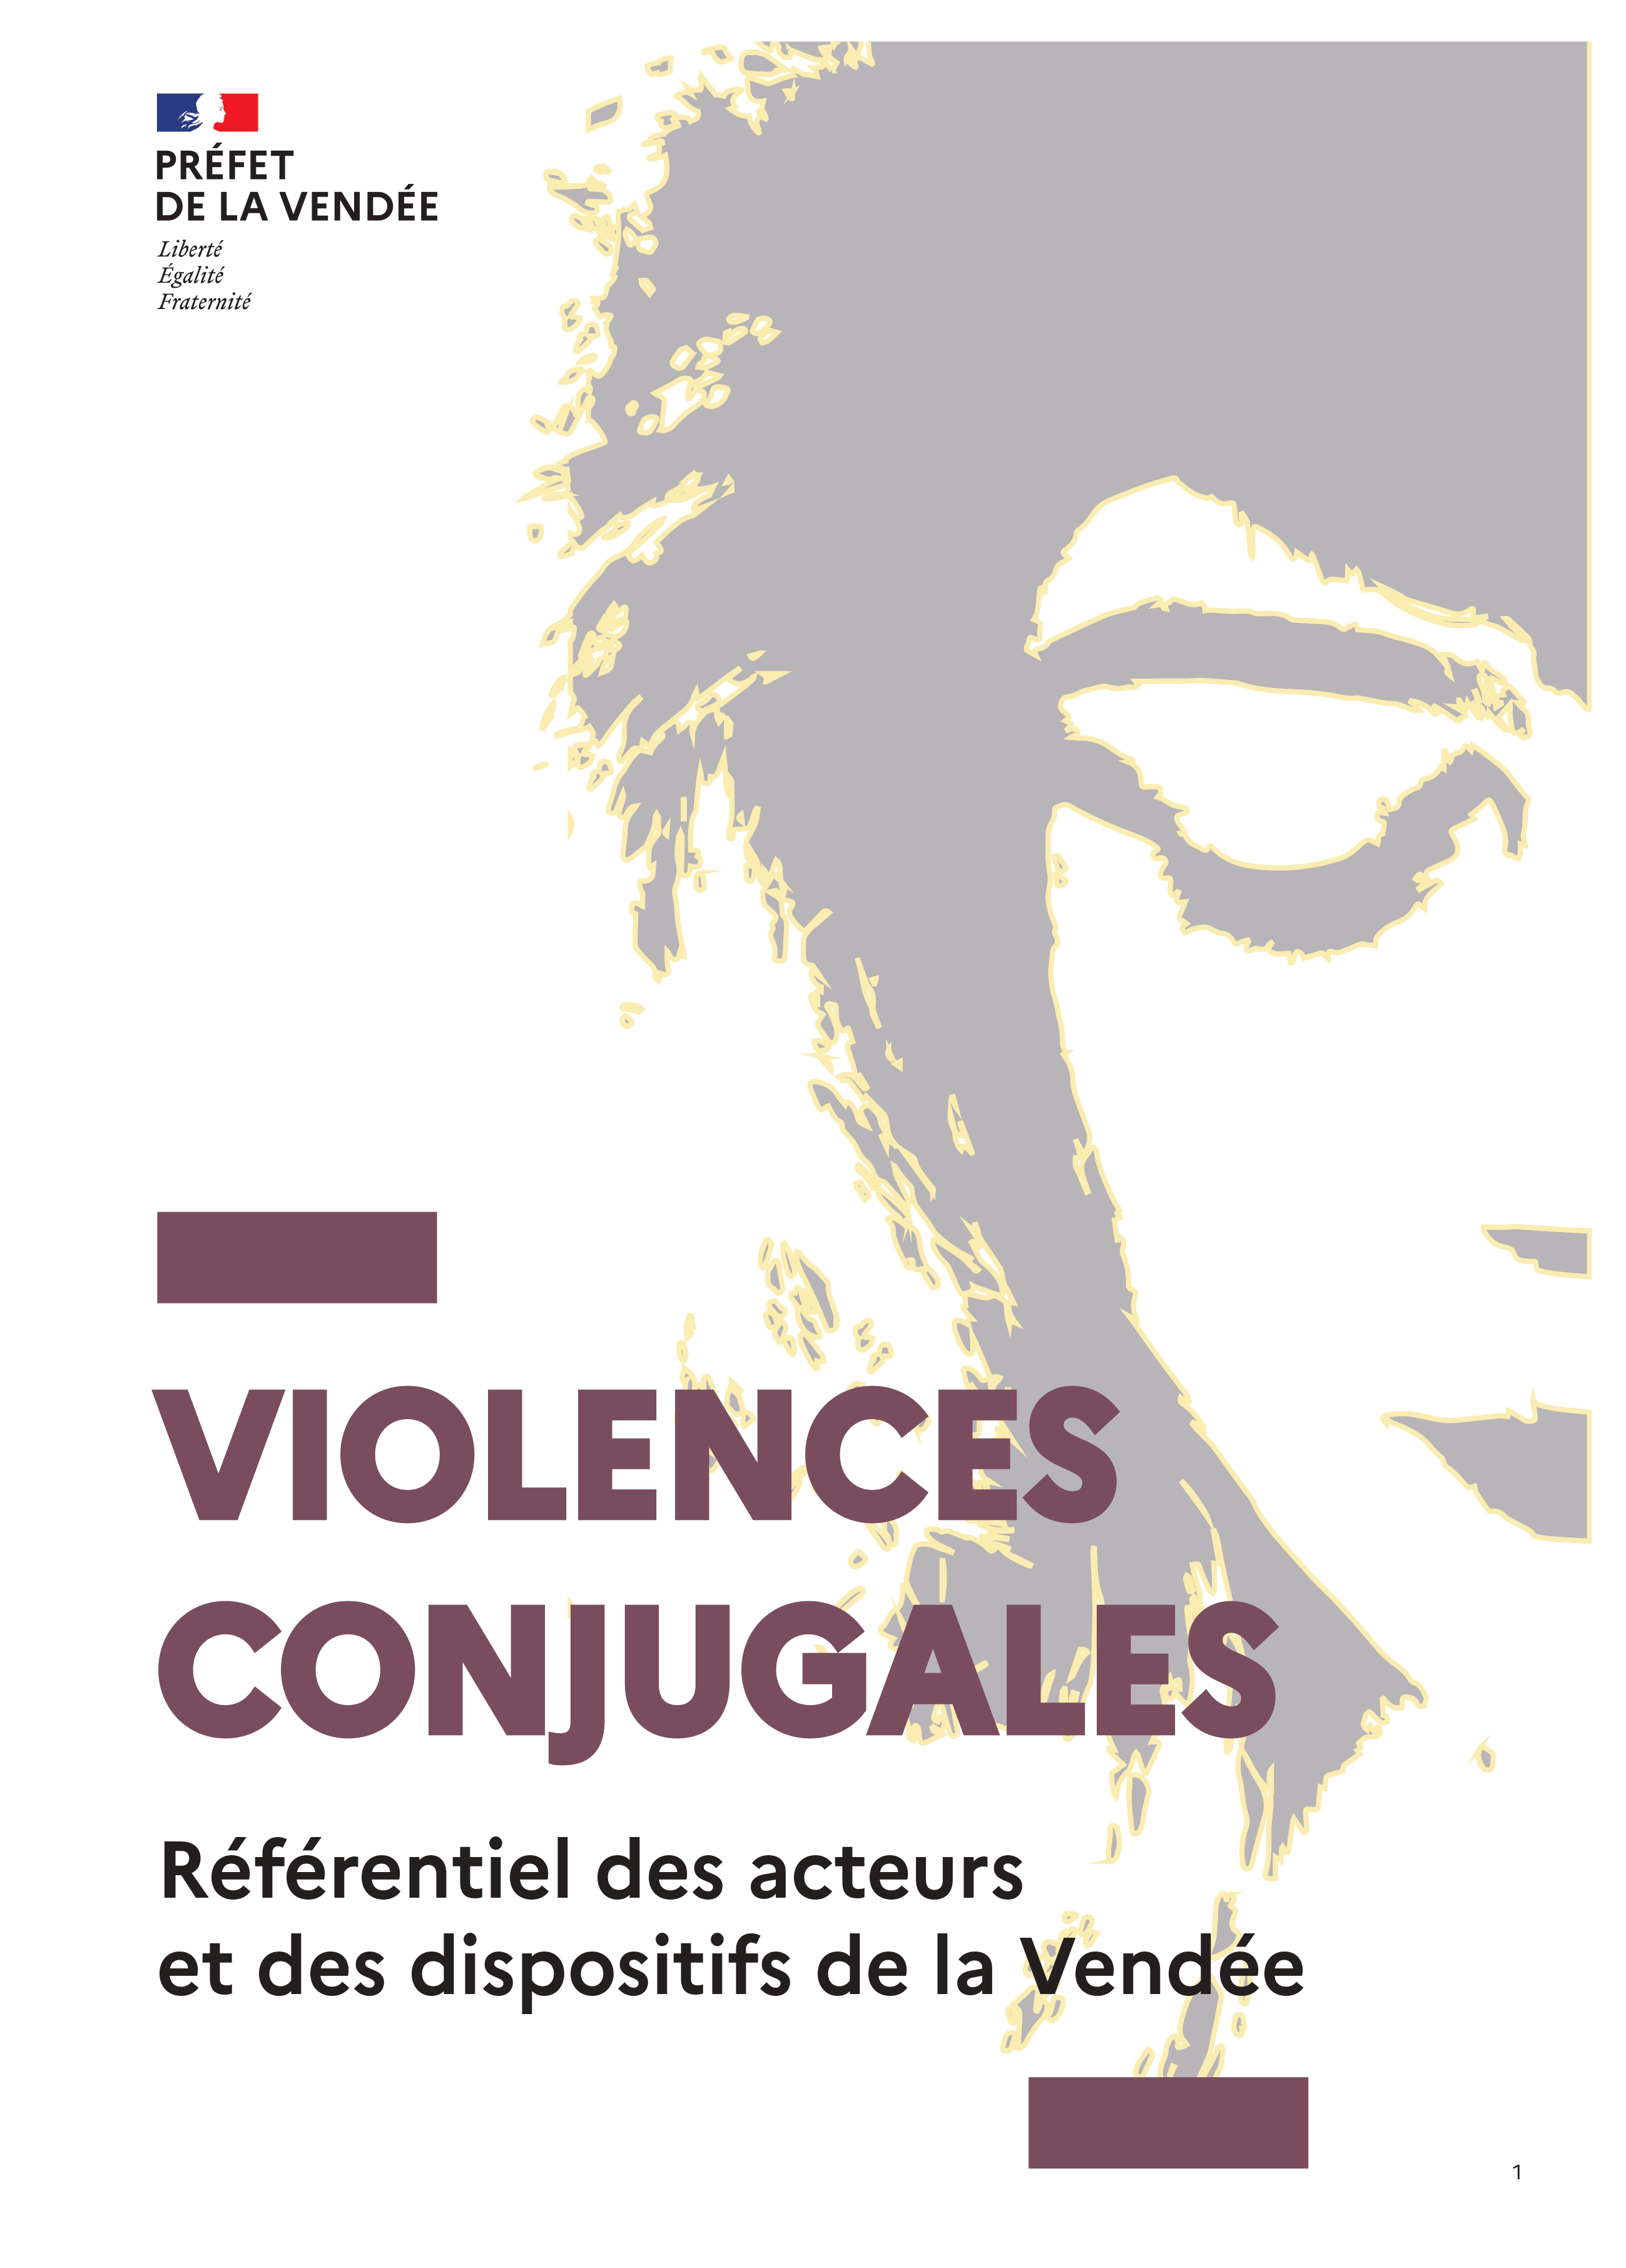 PRÉFET
DE LA VENDÉE
Liberté
Égalité
Fraternité
VIOLENCES
CONJUGALES
Référentiel des acteurs
et des dispositifs de la Vendée
1